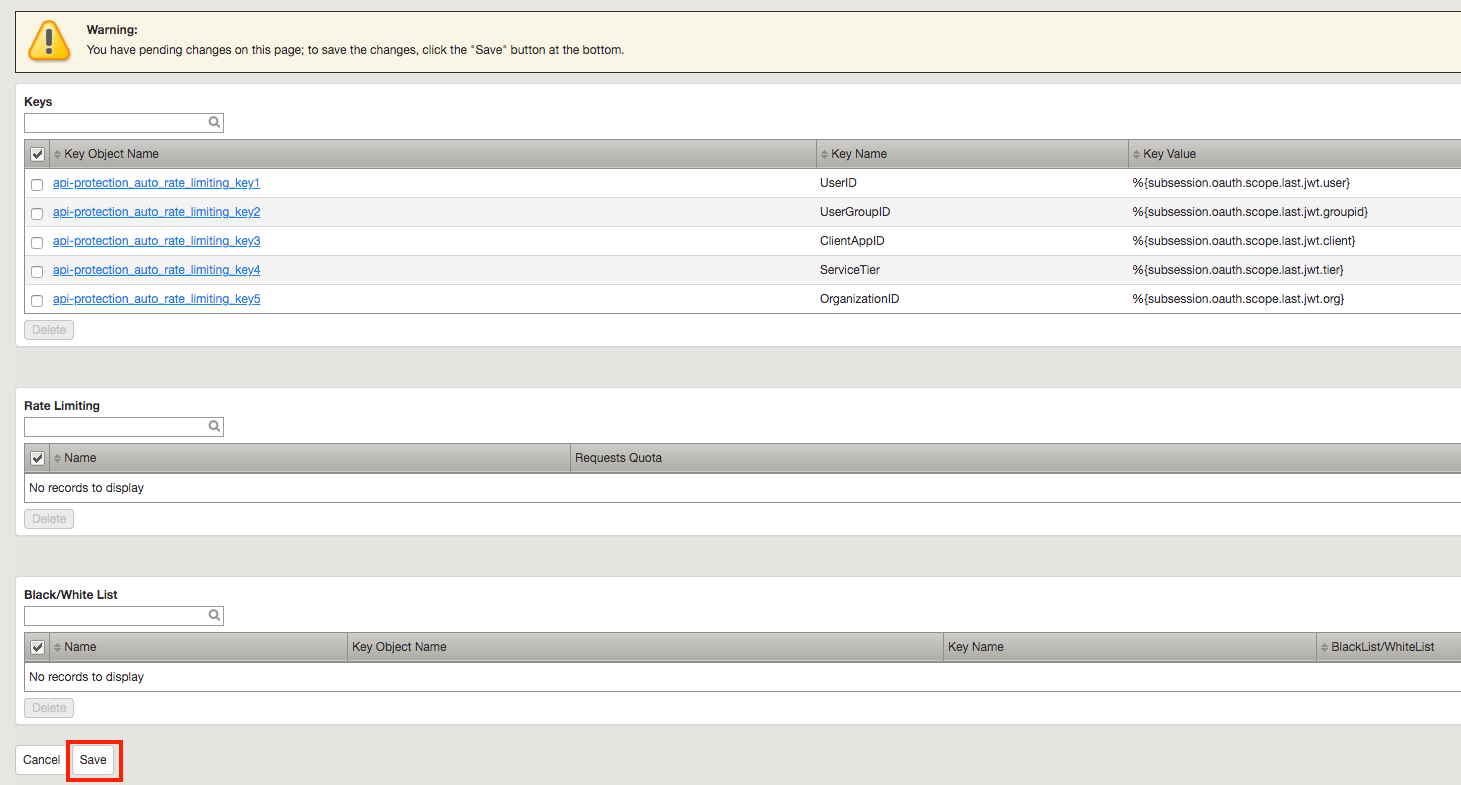 Warning:
You have pending changes on this page; to save the changes, click the "Save" button at the bottom.
Keys
Key Object Name Key Name Key Value
api-protection_auto_rate_limiting_key1 UserID %{subsession.oauth.scope.last.jwt.user}
api-protection_auto_rate_limiting_key2 UserGroupID %{subsession.oauth.scope.last.jwt.groupid}
api-protection_auto_rate_limiting_key3 ClientAppID %{subsession.oauth.scope.last.jwt.client}
api-protection_auto_rate_limiting_key4 ServiceTier %{subsession.oauth.scope.last.jwt.tier}
api-protection_auto_rate_limiting_key5 OrganizationID %{subsession.oauth.scope.last.jwt.org}
Delete
Rate Limiting
Name Requests Quota
No records to display
Delete
Black/White List
Name Key Object Name Key Name BlackList/WhiteList
No records to display
Delete
Cancel Save